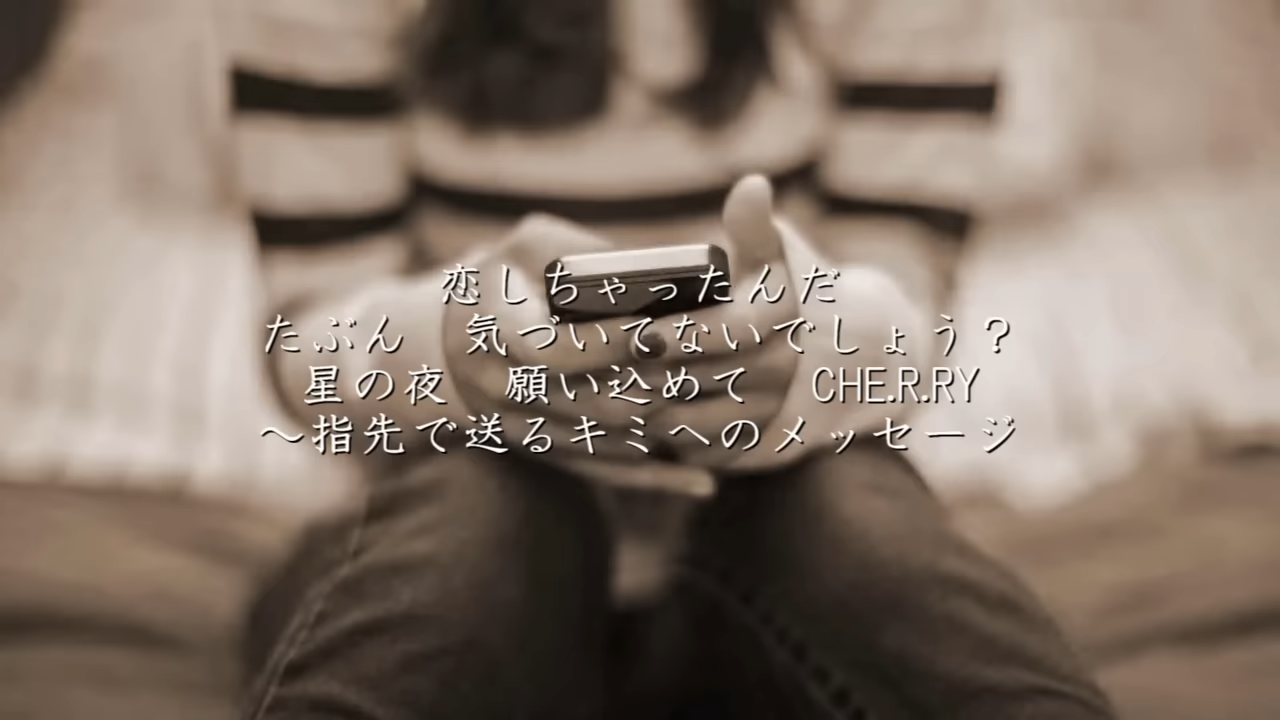 恋しちゃったんだ
たぶん　気づいてないでしょう？
星の夜　願い込めて　CHE.R.RY
～指先で送るキミへのメッセージ